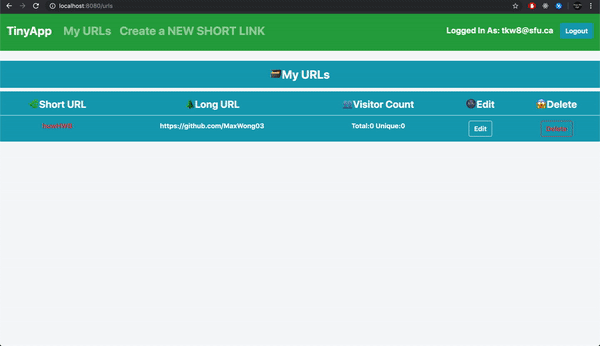 localhost:8080/urls
TinyApp My URLs Create a NEW SHORT LINK Logged In As: tkw8@sfu.ca Logout
My URLs
Short URL Long URL Visitor Count Edit Delete
https://github.com/MaxWong03 Total:0 Unique:0 Edit Delete